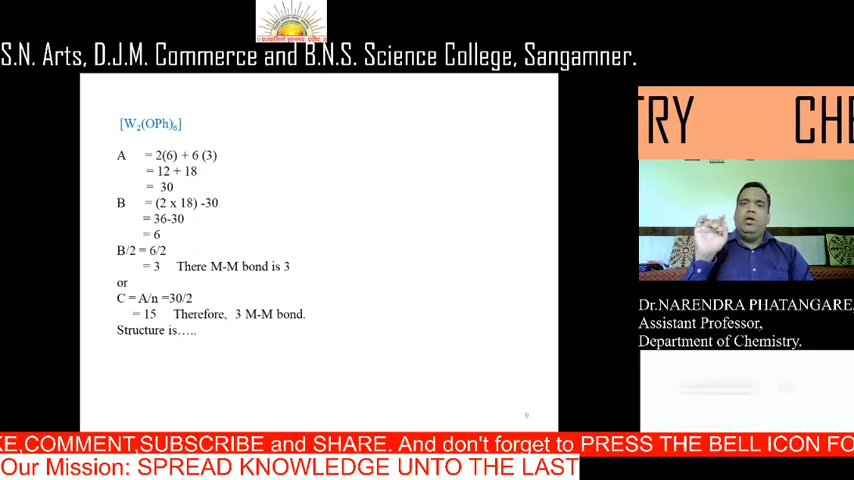 S.N. Arts, D.J.M. Commerce and B.N.S. Science College, Sangamner.
TRY CHE
[W2(OPh)6]
A = 2(6) + 6 (3)
= 12 + 18
= 30
B = (2 x 18) -30
= 36-30
= 6
B/2 = 6/2
= 3 There M-M bond is 3
or
C = A/n =30/2
= 15 Therefore, 3 M-M bond.
Structure is…..
9
Dr.NARENDRA PHATANGARE,
Assistant Professor,
Department of Chemistry.
KE,COMMENT,SUBSCRIBE and SHARE. And don't forget to PRESS THE BELL ICON FO
Our Mission: SPREAD KNOWLEDGE UNTO THE LAST